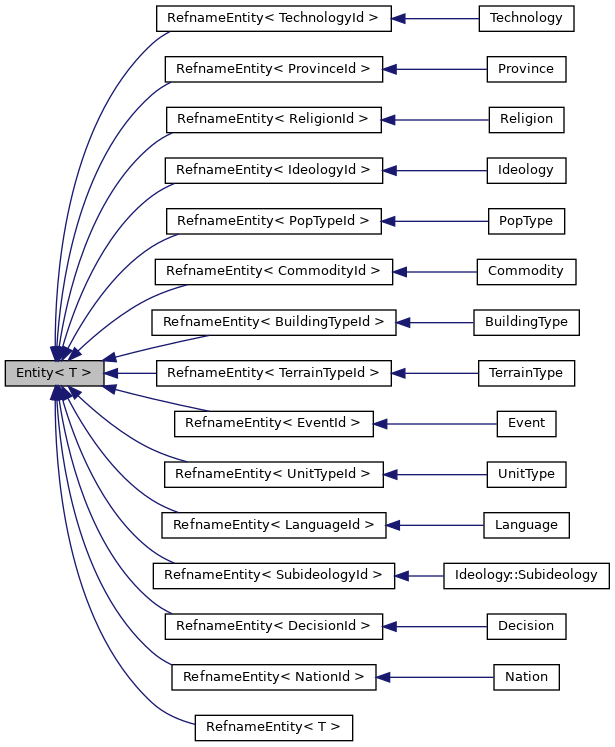 RefnameEntity< TechnologyId >
Technology
RefnameEntity< ProvinceId >
Province
RefnameEntity< ReligionId >
Religion
RefnameEntity< IdeologyId >
Ideology
RefnameEntity< PopTypeId >
PopType
RefnameEntity< CommodityId >
Commodity
RefnameEntity< BuildingTypeId >
BuildingType
Entity< T >
RefnameEntity< TerrainTypeId >
TerrainType
RefnameEntity< EventId >
Event
RefnameEntity< UnitTypeId >
UnitType
RefnameEntity< LanguageId >
Language
RefnameEntity< SubideologyId >
Ideology::Subideology
RefnameEntity< DecisionId >
Decision
RefnameEntity< NationId >
Nation
RefnameEntity< T >